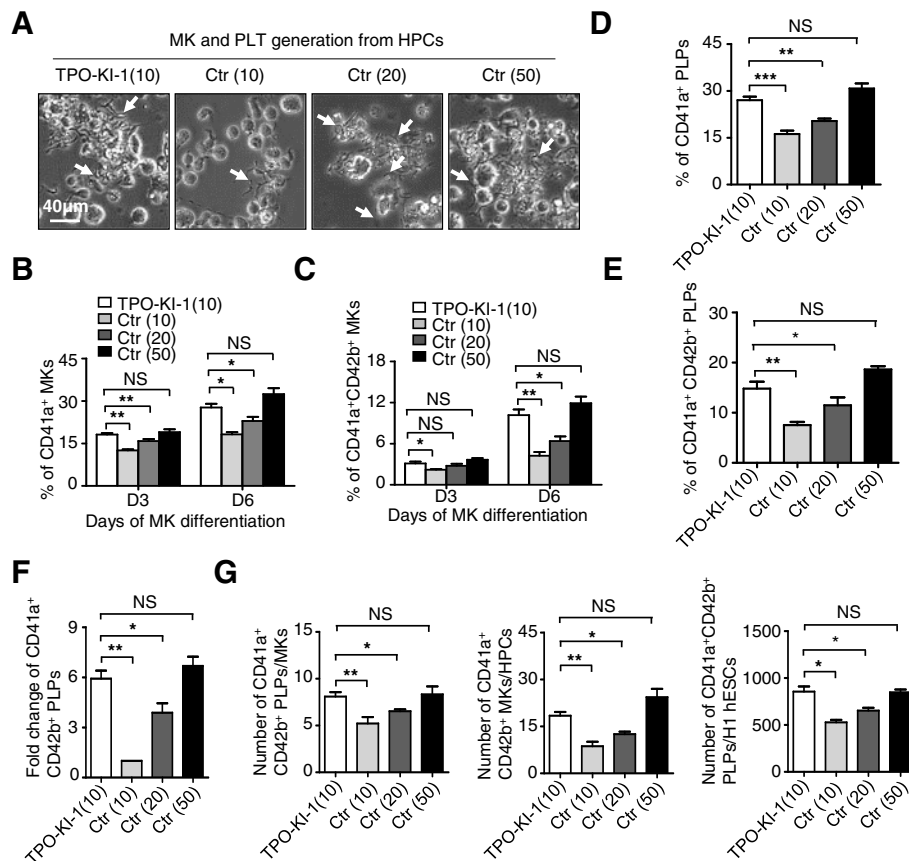 A
MK and PLT generation from HPCs
TPO-KI-1(10)
Ctr (10)
Ctr (20)
Ctr (50)
40µm
B
TPO-KI-1(10)
Ctr (10)
Ctr (20)
Ctr (50)
% of CD41a⁺ MKs
45
30
15
0
NS
**
**
NS
*
*
D3
D6
Days of MK differentiation
C
TPO-KI-1(10)
Ctr (10)
Ctr (20)
Ctr (50)
% of CD41a⁺CD42b⁺ MKs
18
12
6
0
NS
NS
*
NS
*
**
D3
D6
Days of MK differentiation
D
% of CD41a⁺ PLPs
45
30
15
0
NS
**
***
TPO-KI-1(10)
Ctr (10)
Ctr (20)
Ctr (50)
E
% of CD41a⁺ CD42b⁺ PLPs
30
20
10
0
NS
*
**
TPO-KI-1(10)
Ctr (10)
Ctr (20)
Ctr (50)
F
Fold change of CD41a⁺
CD42b⁺ PLPs
9
6
3
0
NS
*
**
TPO-KI-1(10)
Ctr (10)
Ctr (20)
Ctr (50)
G
Number of CD41a⁺
CD42b⁺ PLPs/MKs
15
10
5
0
NS
*
**
TPO-KI-1(10)
Ctr (10)
Ctr (20)
Ctr (50)
Number of CD41a⁺
CD42b⁺ MKs/HPCs
45
30
15
0
NS
*
**
TPO-KI-1(10)
Ctr (10)
Ctr (20)
Ctr (50)
Number of CD41a⁺CD42b⁺
PLPs/H1 hESCs
1500
1000
500
0
NS
*
*
TPO-KI-1(10)
Ctr (10)
Ctr (20)
Ctr (50)